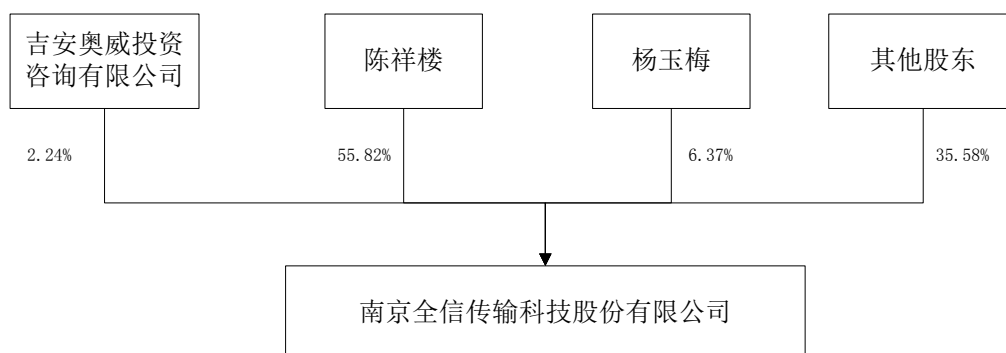 吉安奥威投资
咨询有限公司
陈祥楼
杨玉梅
其他股东
2.24%
55.82%
6.37%
35.58%
南京全信传输科技股份有限公司